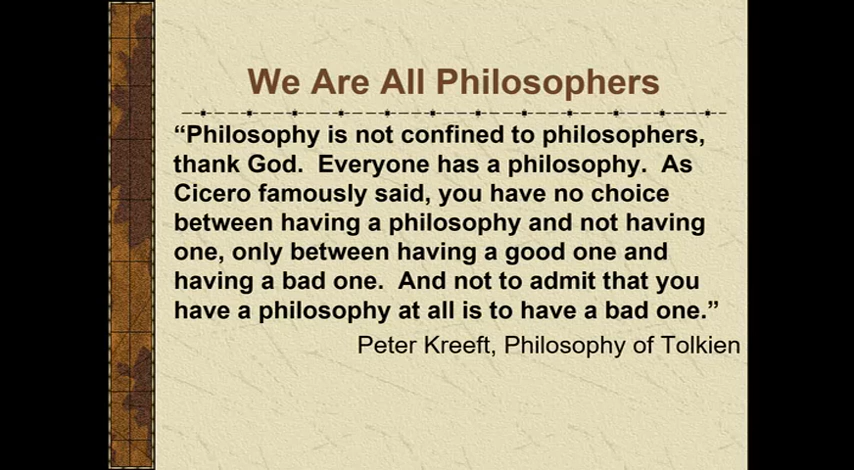 We Are All Philosophers
“Philosophy is not confined to philosophers,
thank God.  Everyone has a philosophy.  As
Cicero famously said, you have no choice
between having a philosophy and not having
one, only between having a good one and
having a bad one.  And not to admit that you
have a philosophy at all is to have a bad one.”
Peter Kreeft, Philosophy of Tolkien